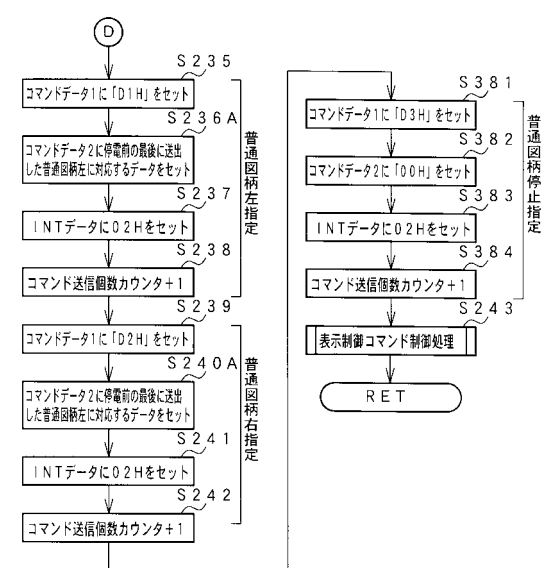 D
S235
コマンドデータ1に「D1H」をセット
S236A
コマンドデータ2に停電前の最後に送出
した普通図柄左に対応するデータをセット
S237
INTデータに02Hをセット
S238
コマンド送信個数カウンタ+1
普通図柄左指定
S239
コマンドデータ1に「D2H」をセット
S240A
コマンドデータ2に停電前の最後に送出
した普通図柄左に対応するデータをセット
S241
INTデータに02Hをセット
S242
コマンド送信個数カウンタ+1
普通図柄右指定
S381
コマンドデータ1に「D3H」をセット
S382
コマンドデータ2に「00H」をセット
S383
INTデータに02Hをセット
S384
コマンド送信個数カウンタ+1
普通図柄停止指定
S243
表示制御コマンド制御処理
RET